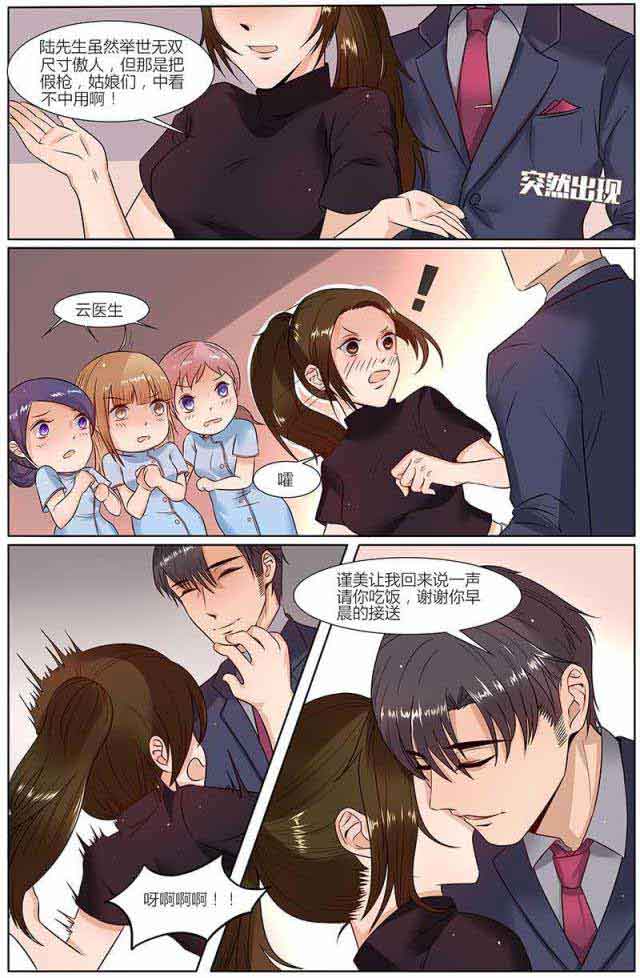 陆先生虽然举世无双
尺寸傲人，但那是把
假枪，姑娘们，中看
不中用啊！
突然出现
云医生
!
嚯
谨美让我回来说一声
请你吃饭，谢谢你早
晨的接送
呀啊啊啊！！